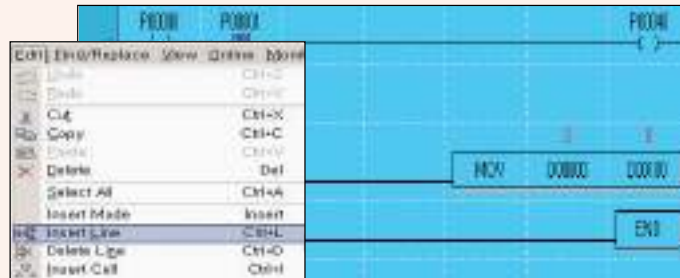 P00000 P00001 P00040
Edit Find/Replace View Online
Undo Ctrl+Z
Redo Ctrl+Y
Cut Ctrl+X
Copy Ctrl+C
Paste Ctrl+V
Delete Del
Select All Ctrl+A
Insert Mode Insert
Insert Line Ctrl+L
Delete Line Ctrl+D
Insert Cell Ctrl+I
MOV D00000 D00100
END